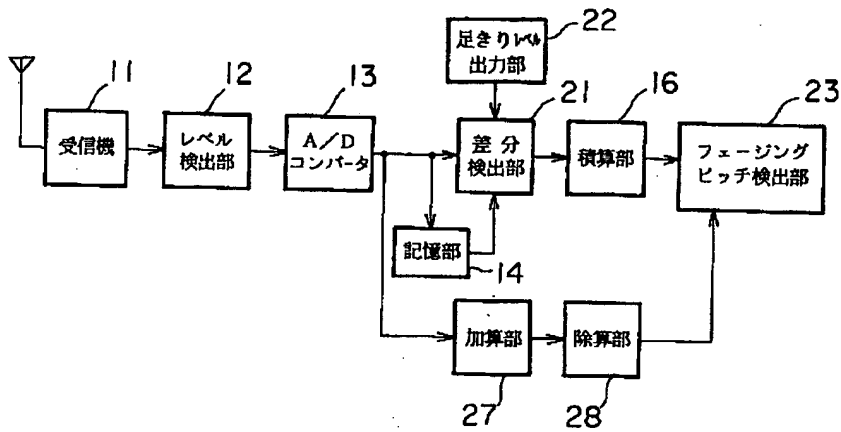 22
足きりレベル
出力部
11
受信機
12
レベル
検出部
13
A/D
コンバータ
21
差分
検出部
16
積算部
23
フェージング
ピッチ検出部
記憶部
14
加算部
27
除算部
28